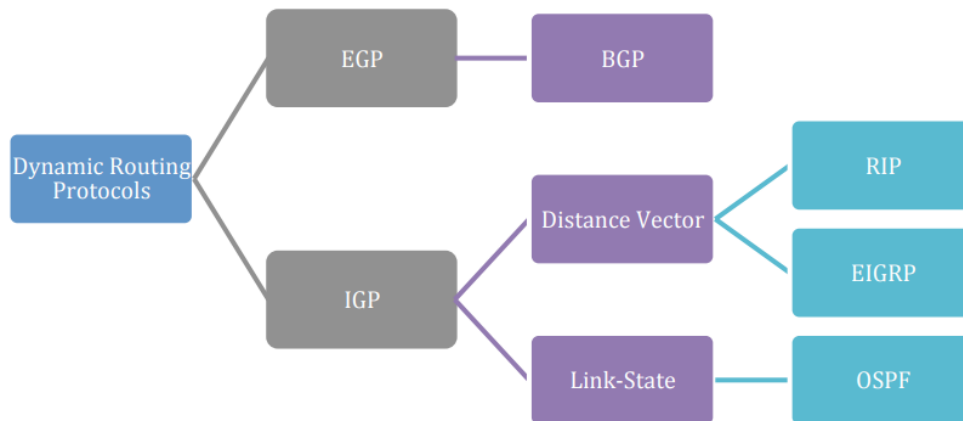 EGP
BGP
Dynamic Routing
Protocols
RIP
Distance Vector
EIGRP
IGP
Link-State
OSPF